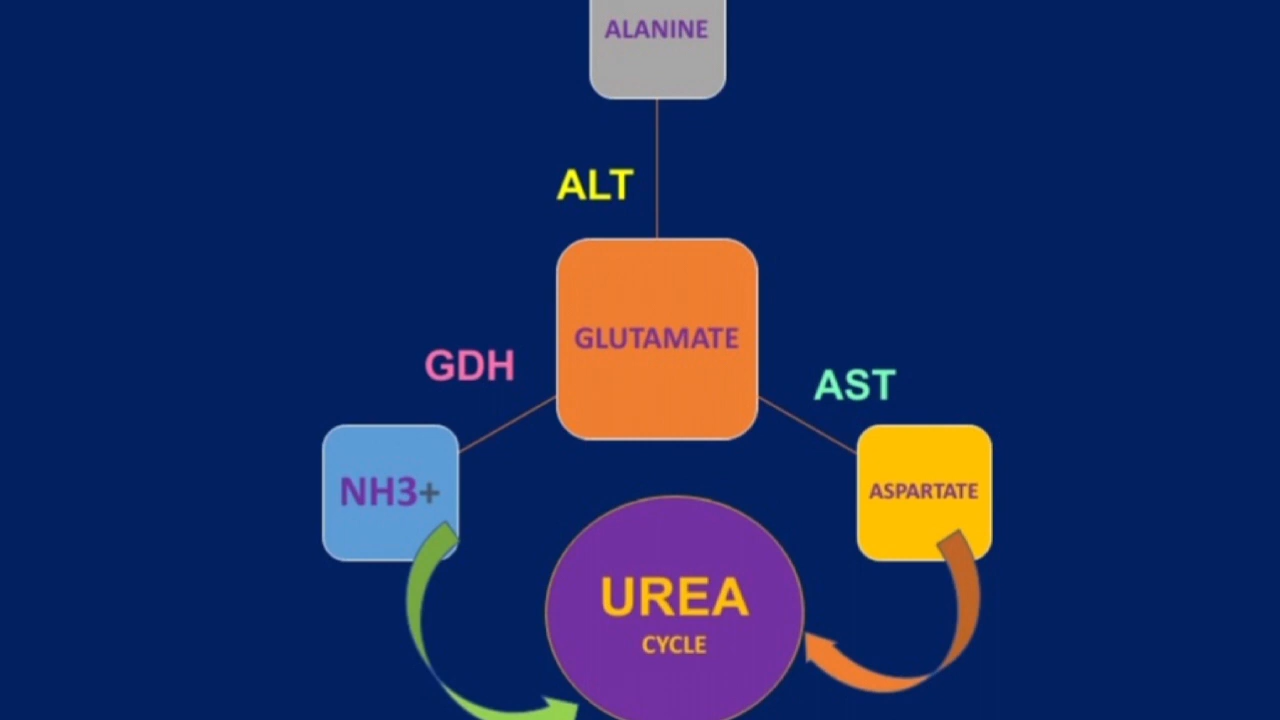 ALANINE
ALT
GLUTAMATE
GDH
AST
NH3+
ASPARTATE
UREA
CYCLE